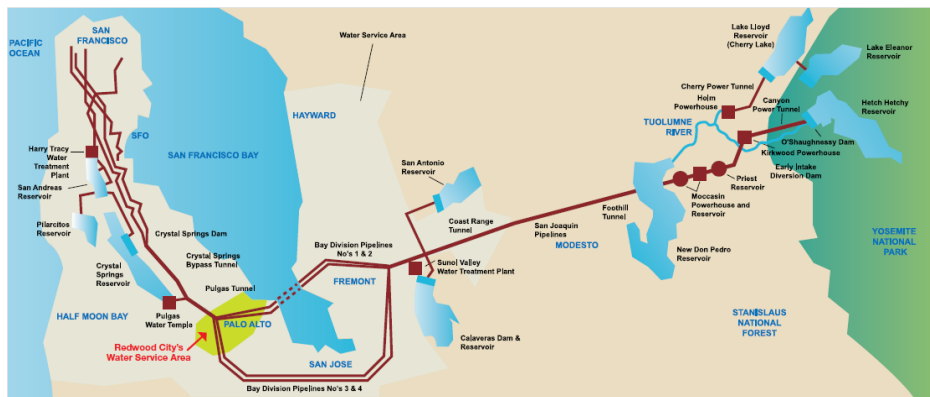 PACIFIC
OCEAN
SAN
FRANCISCO
Water Service Area
Lake Lloyd
Reservoir
(Cherry Lake)
Lake Eleanor
Reservoir
Cherry Power Tunnel
Holm
Powerhouse
Canyon
Power Tunnel
Hetch Hetchy
Reservoir
HAYWARD
TUOLUMNE
RIVER
SFO
O'Shaughnessy Dam
Kirkwood Powerhouse
Harry Tracy
Water
Treatment
Plant
SAN FRANCISCO BAY
San Antonio
Reservoir
Early Intake
Diversion Dam
Priest
Reservoir
San Andreas
Reservoir
Moccasin
Powerhouse and
Reservoir
Pilarcitos
Reservoir
Crystal Springs Dam
Coast Range
Tunnel
San Joaquin
Pipelines
Foothill
Tunnel
MODESTO
YOSEMITE
NATIONAL
PARK
Bay Division Pipelines
No's 1 & 2
Crystal Springs
Bypass Tunnel
Crystal
Springs
Reservoir
Sunol Valley
Water Treatment Plant
New Don Pedro
Reservoir
FREMONT
Pulgas Tunnel
HALF MOON BAY
Pulgas
Water Temple
PALO ALTO
STANISLAUS
NATIONAL
FOREST
Calaveras Dam &
Reservoir
Redwood City's
Water Service Area
SAN JOSE
Bay Division Pipelines No's 3 & 4